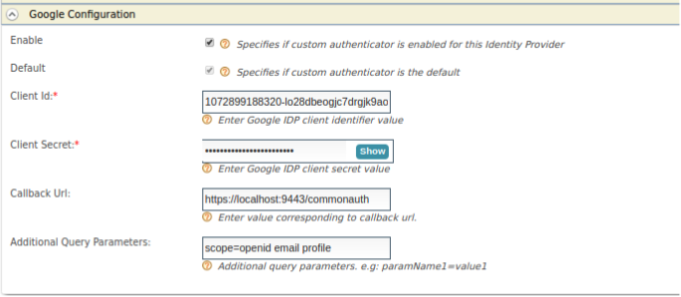 Google Configuration
Enable
Specifies if custom authenticator is enabled for this Identity Provider
Default
Specifies if custom authenticator is the default
Client Id:*
1072899188320-lo28dbeogjc7drgjk9ao
Enter Google IDP client identifier value
Client Secret:*
Show
Enter Google IDP client secret value
Callback Url:
https://localhost:9443/commonauth
Enter value corresponding to callback url.
Additional Query Parameters:
scope=openid email profile
Additional query parameters. e.g: paramName1=value1